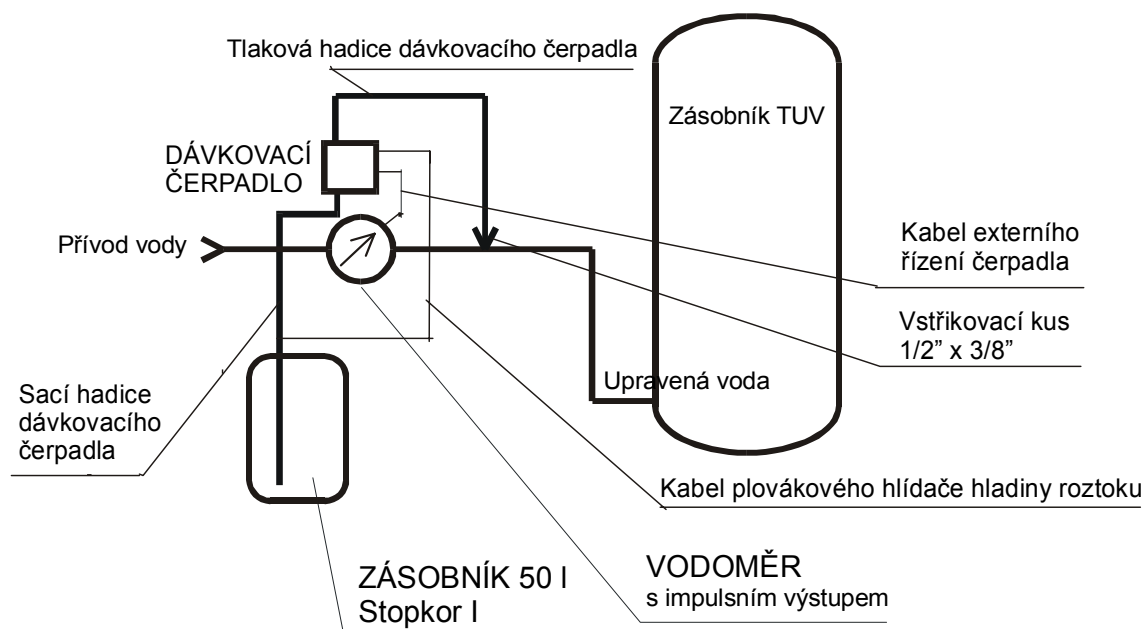 Tlaková hadice dávkovacího čerpadla
Zásobník TUV
DÁVKOVACÍ
ČERPADLO
Přívod vody
Kabel externího
řízení čerpadla
Vstřikovací kus
1/2” x 3/8”
Upravená voda
Sací hadice
dávkovacího
čerpadla
Kabel plovákového hlídače hladiny roztoku
ZÁSOBNÍK 50 l
Stopkor I
VODOMĚR
s impulsním výstupem